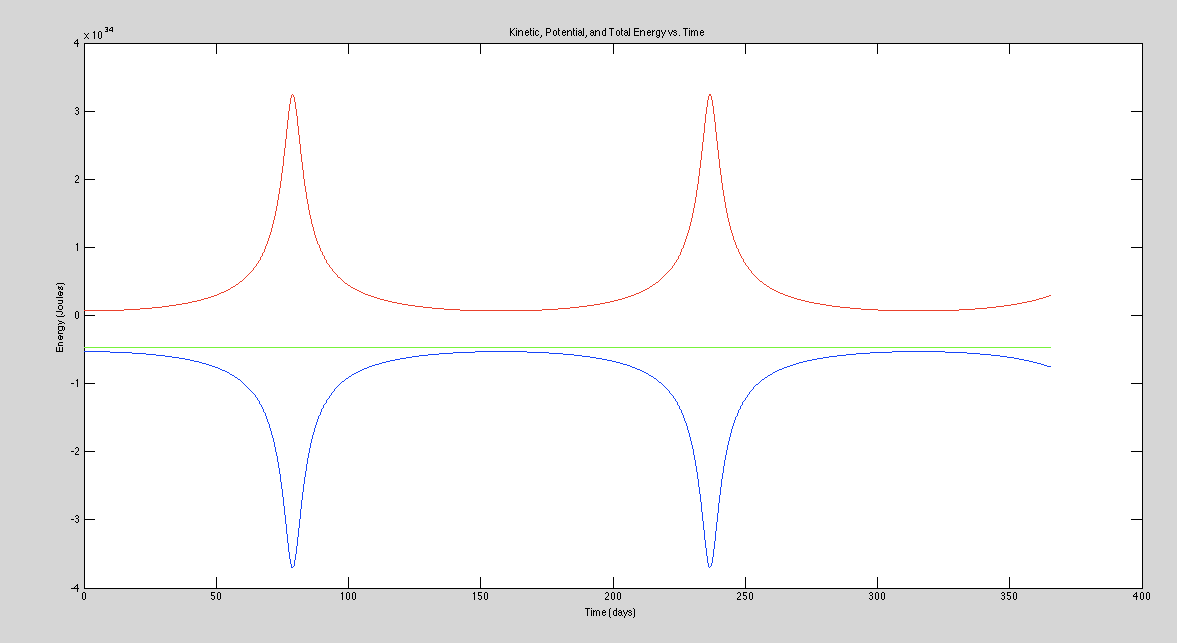 Kinetic, Potential, and Total Energy vs. Time
x 10^34
4
3
2
1
0
-1
-2
-3
-4
Energy (Joules)
0 50 100 150 200 250 300 350 400
Time (days)